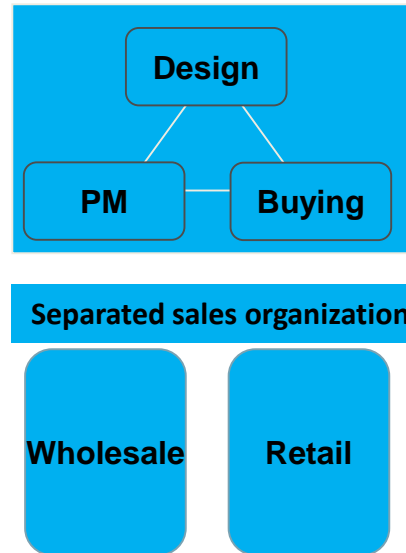 Design
PM
Buying
Separated sales organization
Wholesale
Retail